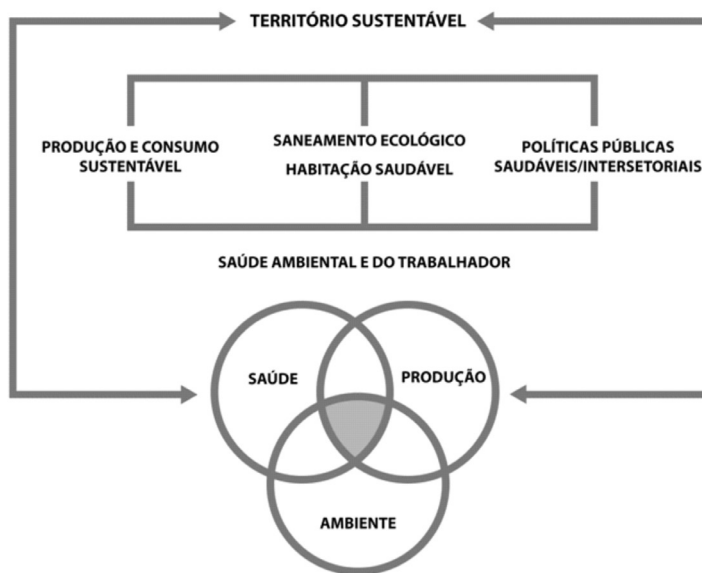 TERRITÓRIO SUSTENTÁVEL
PRODUÇÃO E CONSUMO
SUSTENTÁVEL
SANEAMENTO ECOLÓGICO
HABITAÇÃO SAUDÁVEL
POLÍTICAS PÚBLICAS
SAUDÁVEIS/INTERSETORIAIS
SAÚDE AMBIENTAL E DO TRABALHADOR
SAÚDE
PRODUÇÃO
AMBIENTE